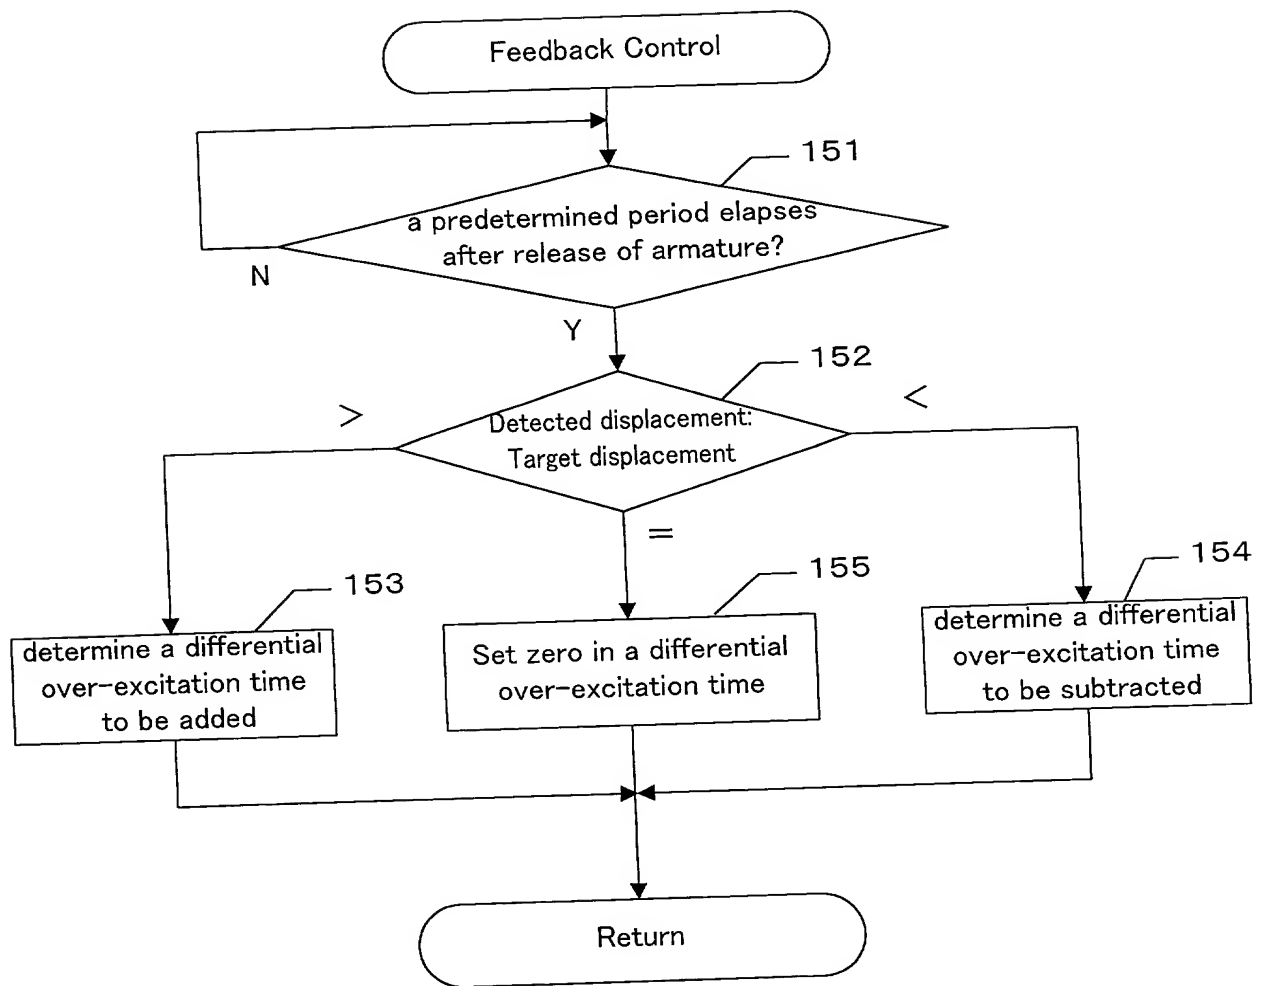 Feedback Control
151
a predetermined period elapses
after release of armature?
N
Y
152
>
<
Detected displacement:
Target displacement
=
153
155
154
determine a differential
over-excitation time
to be added
Set zero in a differential
over-excitation time
determine a differential
over-excitation time
to be subtracted
Return